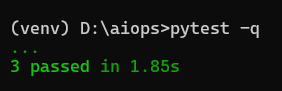 (venv) D:\aiops>pytest -q
...
3 passed in 1.85s